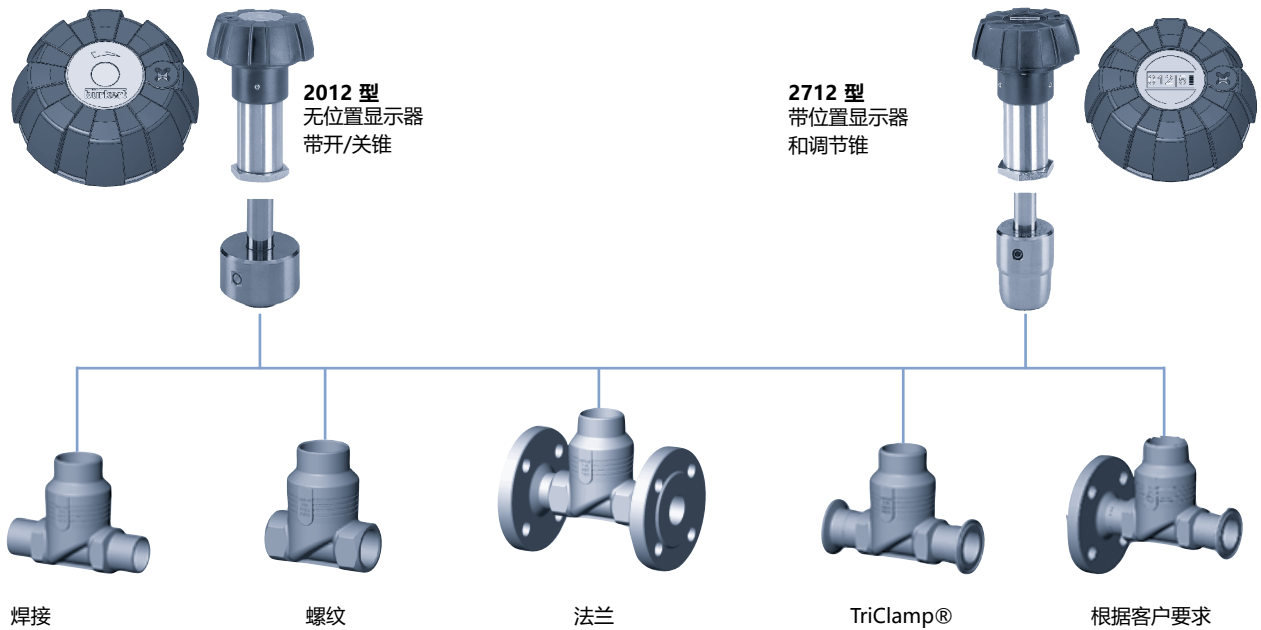 bürkert
2012 型
无位置显示器
带开/关锥
2712 型
带位置显示器
和调节锥
焊接
螺纹
法兰
TriClamp®
根据客户要求